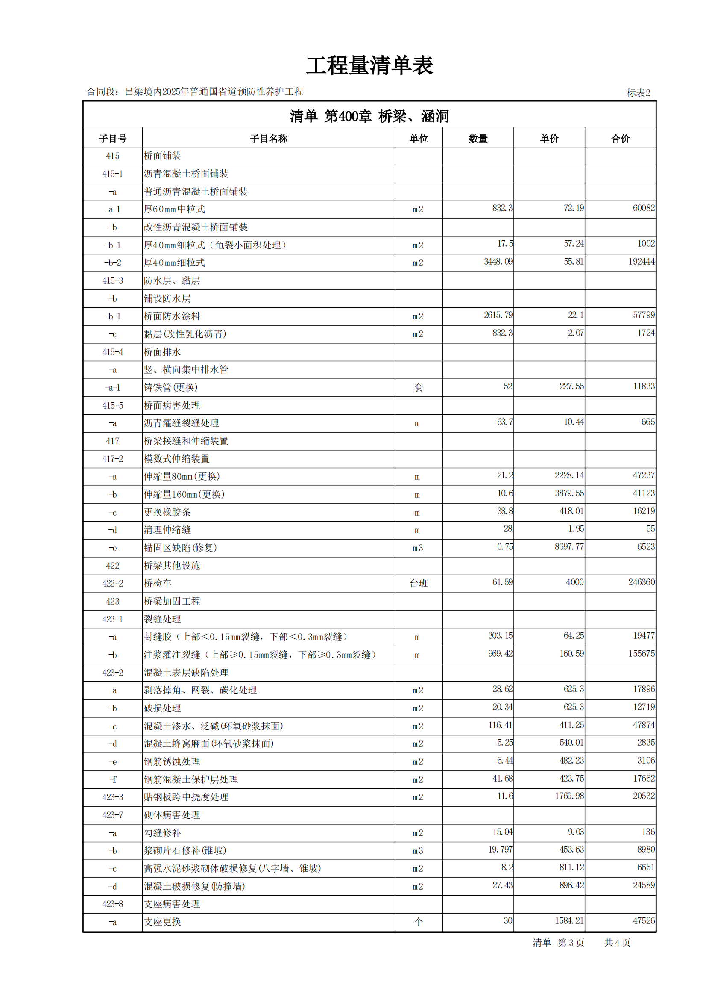 工程量清单表
合同段：吕梁境内2025年普通国省道预防性养护工程 标表2
清单 第400章 桥梁、涵洞
子目号 子目名称 单位 数量 单价 合价
415 桥面铺装
415-1 沥青混凝土桥面铺装
-a 普通沥青混凝土桥面铺装
-a-1 厚60mm中粒式 m2 832.3 72.19 60082
-b 改性沥青混凝土桥面铺装
-b-1 厚40mm细粒式（龟裂小面积处理） m2 17.5 57.24 1002
-b-2 厚40mm细粒式 m2 3448.09 55.81 192444
415-3 防水层、黏层
-b 铺设防水层
-b-1 桥面防水涂料 m2 2615.79 22.1 57799
-c 黏层(改性乳化沥青) m2 832.3 2.07 1724
415-4 桥面排水
-a 竖、横向集中排水管
-a-1 铸铁管(更换) 套 52 227.55 11833
415-5 桥面病害处理
-a 沥青灌缝裂缝处理 m 63.7 10.44 665
417 桥梁接缝和伸缩装置
417-2 模数式伸缩装置
-a 伸缩量80mm(更换) m 21.2 2228.14 47237
-b 伸缩量160mm(更换) m 10.6 3879.55 41123
-c 更换橡胶条 m 38.8 418.01 16219
-d 清理伸缩缝 m 28 1.95 55
-e 锚固区缺陷(修复) m3 0.75 8697.77 6523
422 桥梁其他设施
422-2 桥检车 台班 61.59 4000 246360
423 桥梁加固工程
423-1 裂缝处理
-a 封缝胶（上部＜0.15mm裂缝，下部＜0.3mm裂缝） m 303.15 64.25 19477
-b 注浆灌注裂缝（上部≥0.15mm裂缝，下部≥0.3mm裂缝） m 969.42 160.59 155675
423-2 混凝土表层缺陷处理
-a 剥落掉角、网裂、碳化处理 m2 28.62 625.3 17896
-b 破损处理 m2 20.34 625.3 12719
-c 混凝土渗水、泛碱(环氧砂浆抹面) m2 116.41 411.25 47874
-d 混凝土蜂窝麻面(环氧砂浆抹面) m2 5.25 540.01 2835
-e 钢筋锈蚀处理 m2 6.44 482.23 3106
-f 钢筋混凝土保护层处理 m2 41.68 423.75 17662
423-3 贴钢板跨中挠度处理 m2 11.6 1769.98 20532
423-7 砌体病害处理
-a 勾缝修补 m2 15.04 9.03 136
-b 浆砌片石修补(锥坡) m3 19.797 453.63 8980
-c 高强水泥砂浆砌体破损修复(八字墙、锥坡) m2 8.2 811.12 6651
-d 混凝土破损修复(防撞墙) m2 27.43 896.42 24589
423-8 支座病害处理
-a 支座更换 个 30 1584.21 47526
清单 第3页 共4页